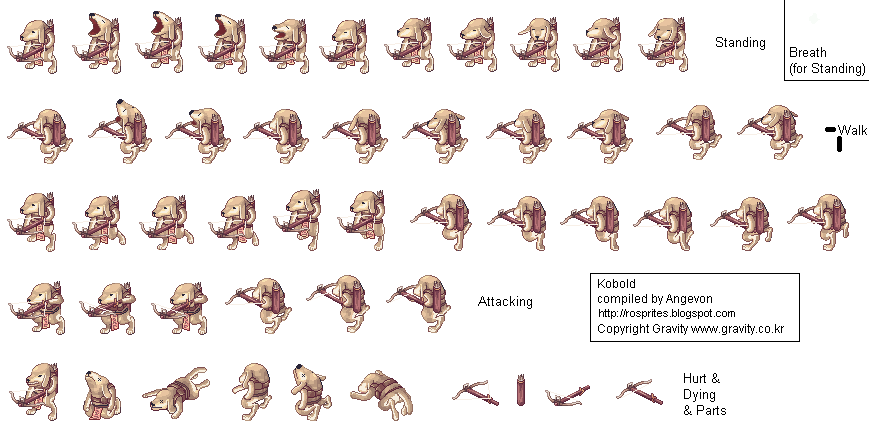 Standing
Breath
(for Standing)
Walk
Attacking
Kobold
compiled by Angevon
http://rosprites.blogspot.com
Copyright Gravity www.gravity.co.kr
Hurt &
Dying
& Parts